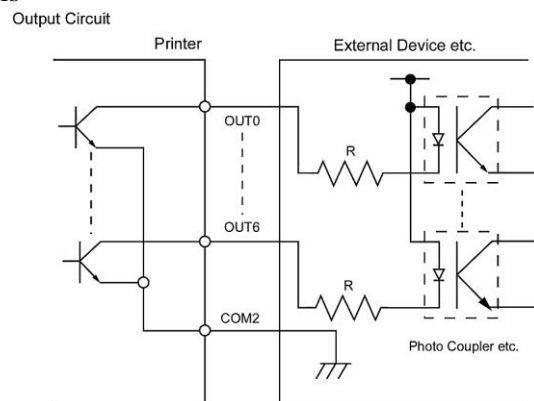 Output Circuit
Printer
External Device etc.
OUT0
R
OUT6
R
COM2
Photo Coupler etc.